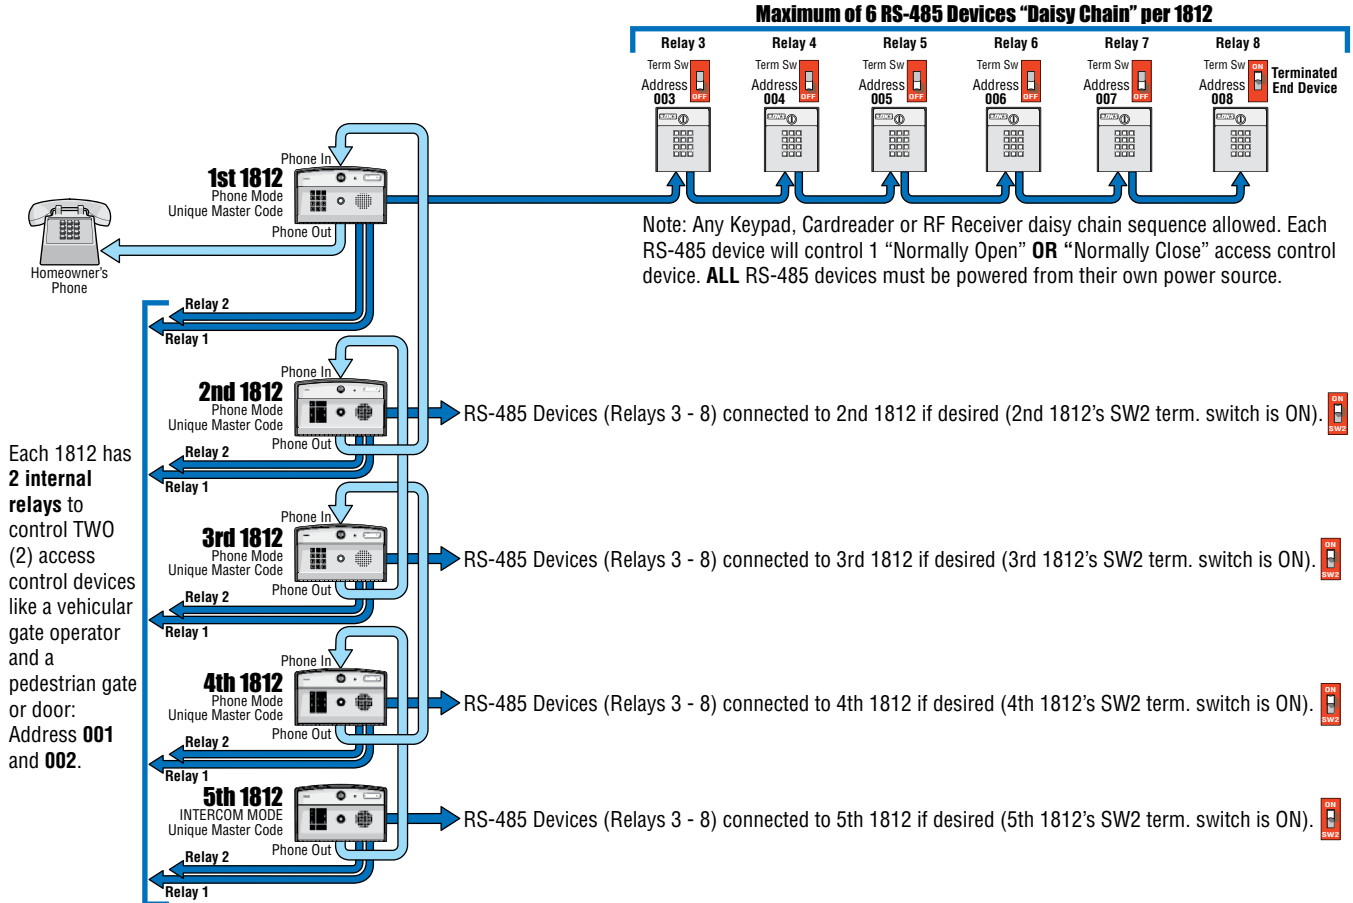 Maximum of 6 RS-485 Devices “Daisy Chain” per 1812
Relay 3
Relay 4
Relay 5
Relay 6
Relay 7
Relay 8
Term Sw
Address
003
OFF
Term Sw
Address
004
OFF
Term Sw
Address
005
OFF
Term Sw
Address
006
OFF
Term Sw
Address
007
OFF
Term Sw
Address
008
ON
Terminated
End Device
Note: Any Keypad, Cardreader or RF Receiver daisy chain sequence allowed. Each
RS-485 device will control 1 “Normally Open” OR “Normally Close” access control
device. ALL RS-485 devices must be powered from their own power source.
Phone In
1st 1812
Phone Mode
Unique Master Code
Phone Out
Homeowner's
Phone
Relay 2
Relay 1
Phone In
2nd 1812
Phone Mode
Unique Master Code
Phone Out
Relay 2
Relay 1
RS-485 Devices (Relays 3 - 8) connected to 2nd 1812 if desired (2nd 1812's SW2 term. switch is ON).
ON
SW2
Each 1812 has
2 internal
relays to
control TWO
(2) access
control devices
like a vehicular
gate operator
and a
pedestrian gate
or door:
Address 001
and 002.
Phone In
3rd 1812
Phone Mode
Unique Master Code
Phone Out
Relay 2
Relay 1
RS-485 Devices (Relays 3 - 8) connected to 3rd 1812 if desired (3rd 1812's SW2 term. switch is ON).
ON
SW2
Phone In
4th 1812
Phone Mode
Unique Master Code
Phone Out
Relay 2
Relay 1
RS-485 Devices (Relays 3 - 8) connected to 4th 1812 if desired (4th 1812's SW2 term. switch is ON).
ON
SW2
5th 1812
INTERCOM MODE
Unique Master Code
Phone Out
Relay 2
Relay 1
RS-485 Devices (Relays 3 - 8) connected to 5th 1812 if desired (5th 1812's SW2 term. switch is ON).
ON
SW2